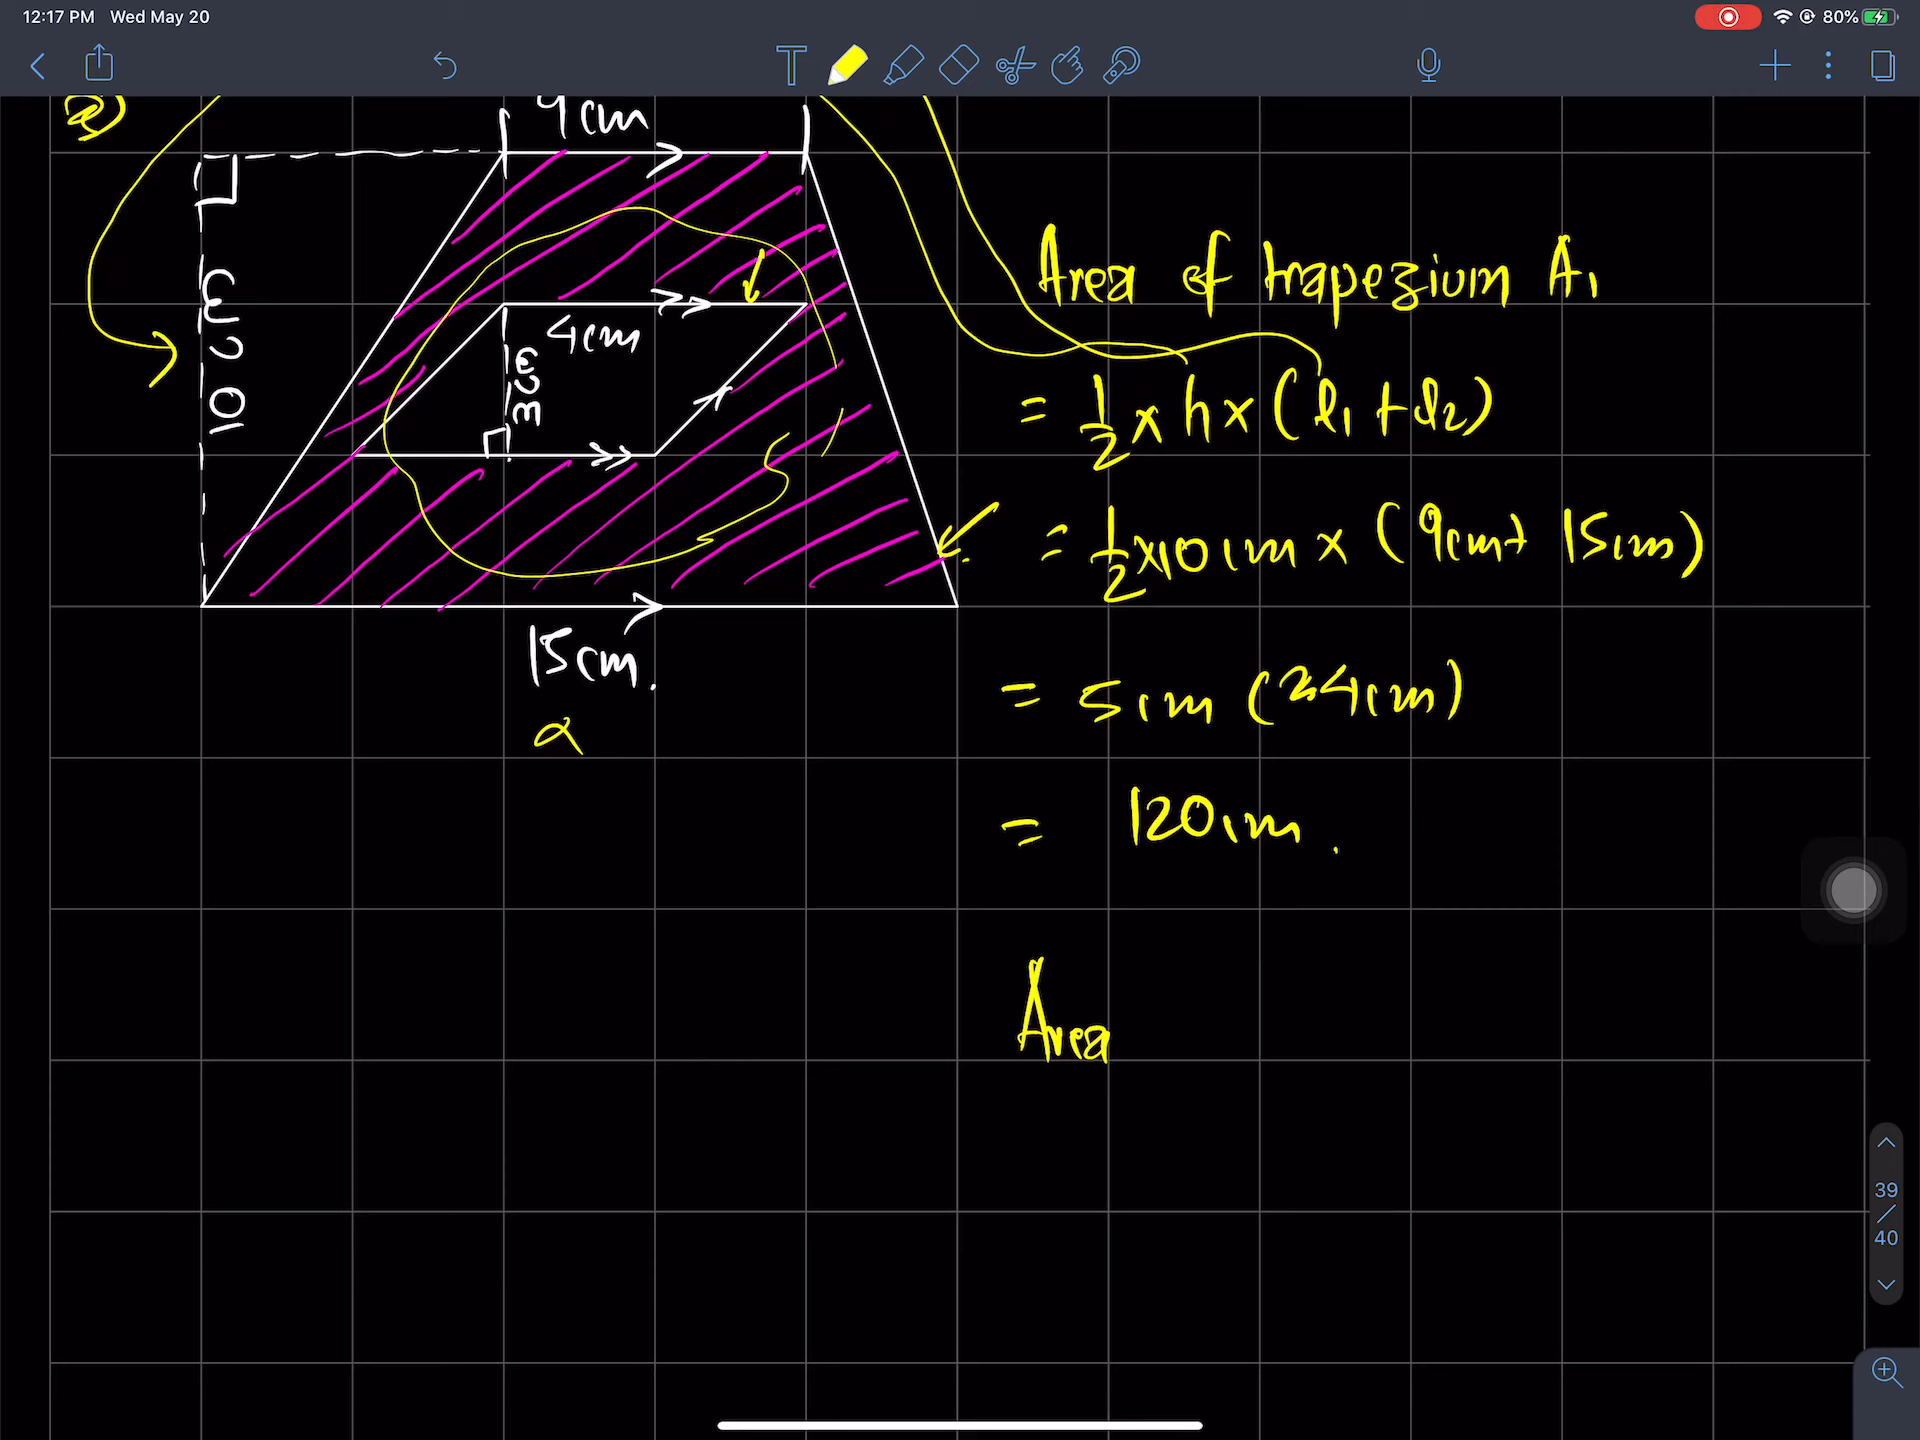 12:17 PM Wed May 20
80%
a)
9cm
10cm
4cm
3cm
15cm.
Area of trapezium A₁
= 1/2 x h x (l₁ + l₂)
= 1/2 x 10cm x (9cm + 15cm)
= 5cm (24cm)
= 120cm.
Area
39
/
40